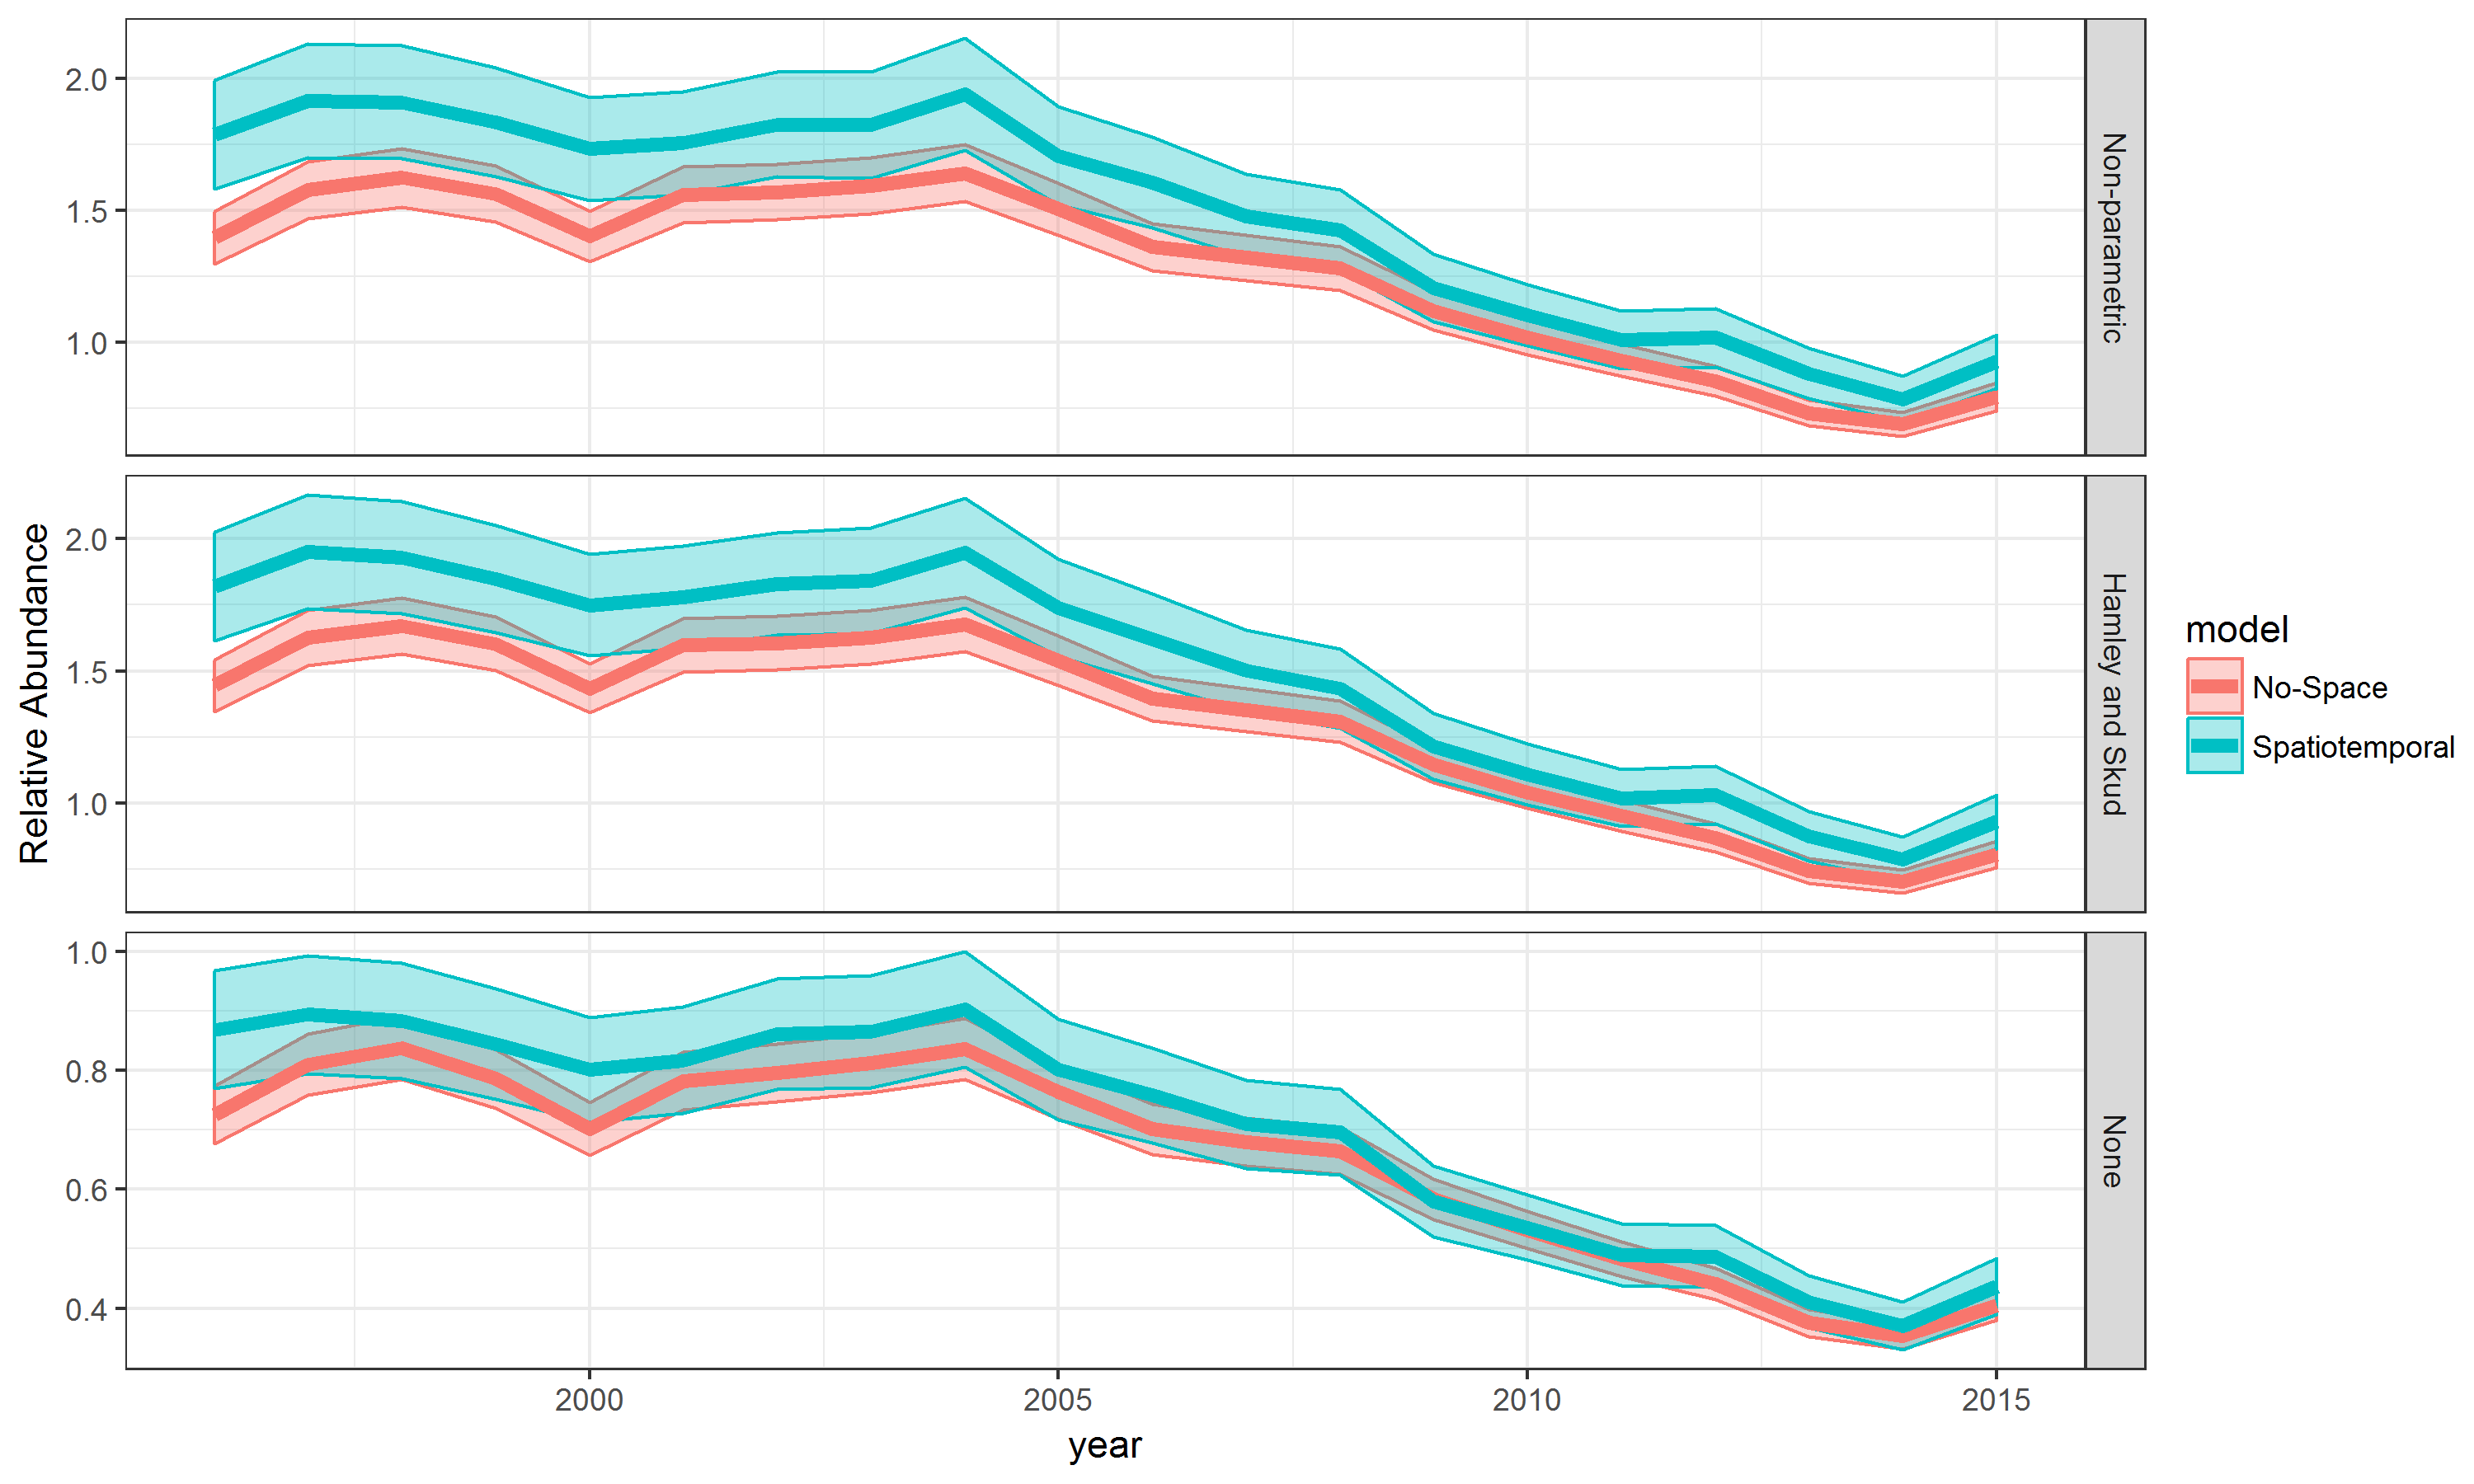 2.0
1.5
1.0
Non-parametric
Relative Abundance
2.0
1.5
1.0
Hamley and Skud
1.0
0.8
0.6
0.4
None
2000 2005 2010 2015
year
model
No-Space
Spatiotemporal